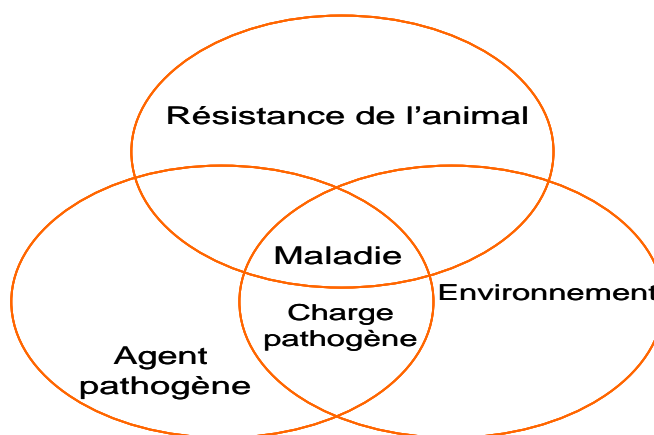 Résistance de l'animal
Maladie
Environnement
Charge
pathogène
Agent
pathogène